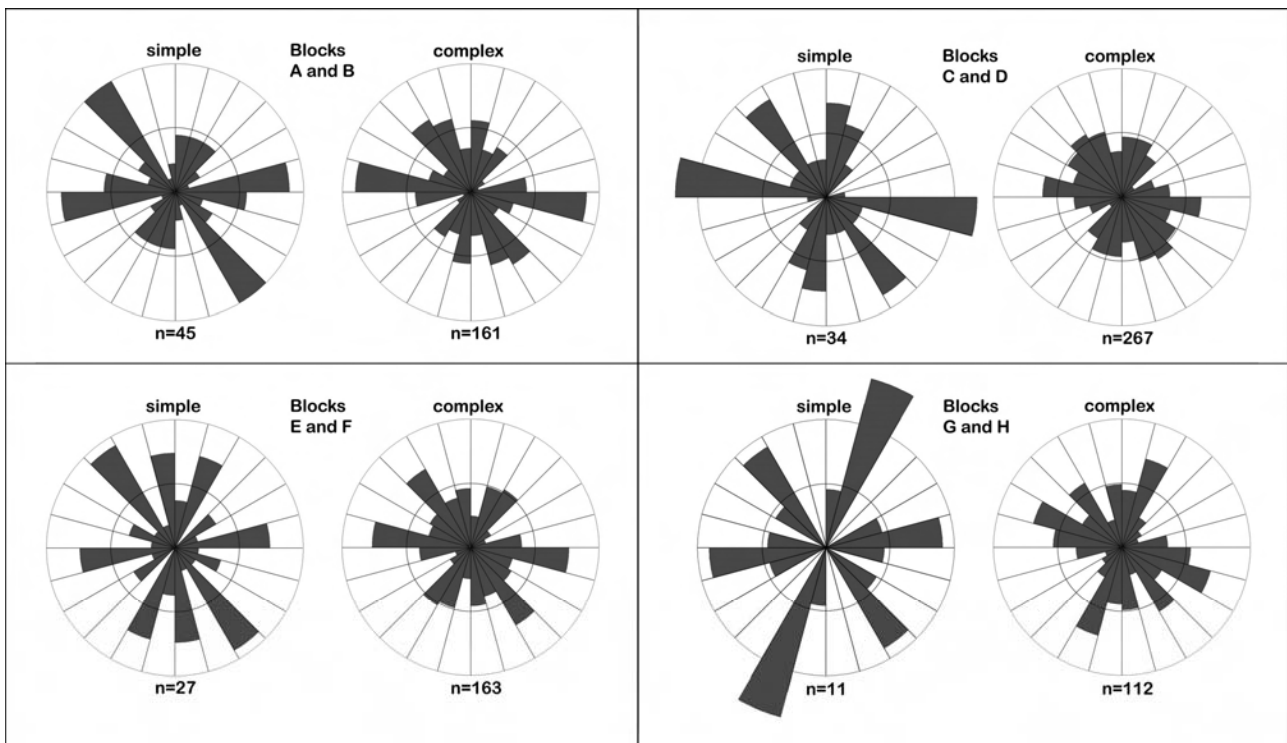 simple
Blocks
A and B
complex
n=45
n=161
simple
Blocks
C and D
complex
n=34
n=267
simple
Blocks
E and F
complex
n=27
n=163
simple
Blocks
G and H
complex
n=11
n=112